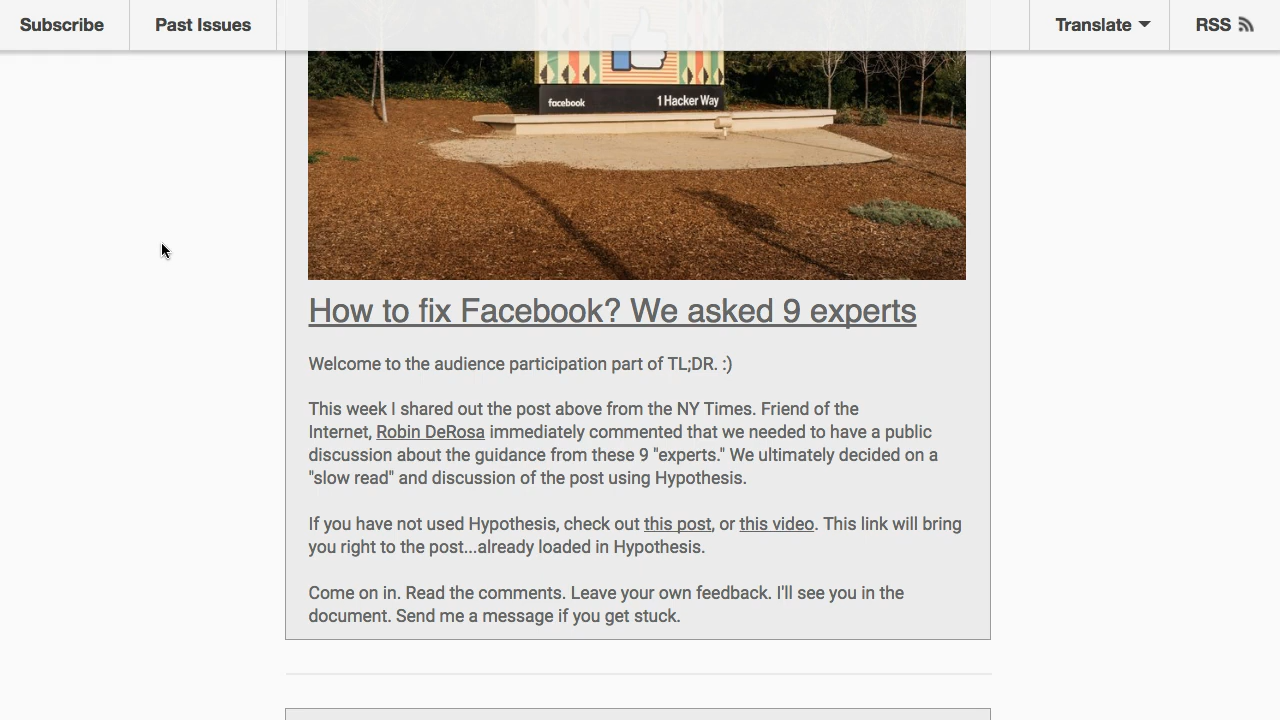 Subscribe
Past Issues
Translate
RSS
facebook
1 Hacker Way
How to fix Facebook? We asked 9 experts
Welcome to the audience participation part of TL;DR. :)
This week I shared out the post above from the NY Times. Friend of the
Internet, Robin DeRosa immediately commented that we needed to have a public
discussion about the guidance from these 9 "experts." We ultimately decided on a
"slow read" and discussion of the post using Hypothesis.
If you have not used Hypothesis, check out this post, or this video. This link will bring
you right to the post...already loaded in Hypothesis.
Come on in. Read the comments. Leave your own feedback. I'll see you in the
document. Send me a message if you get stuck.